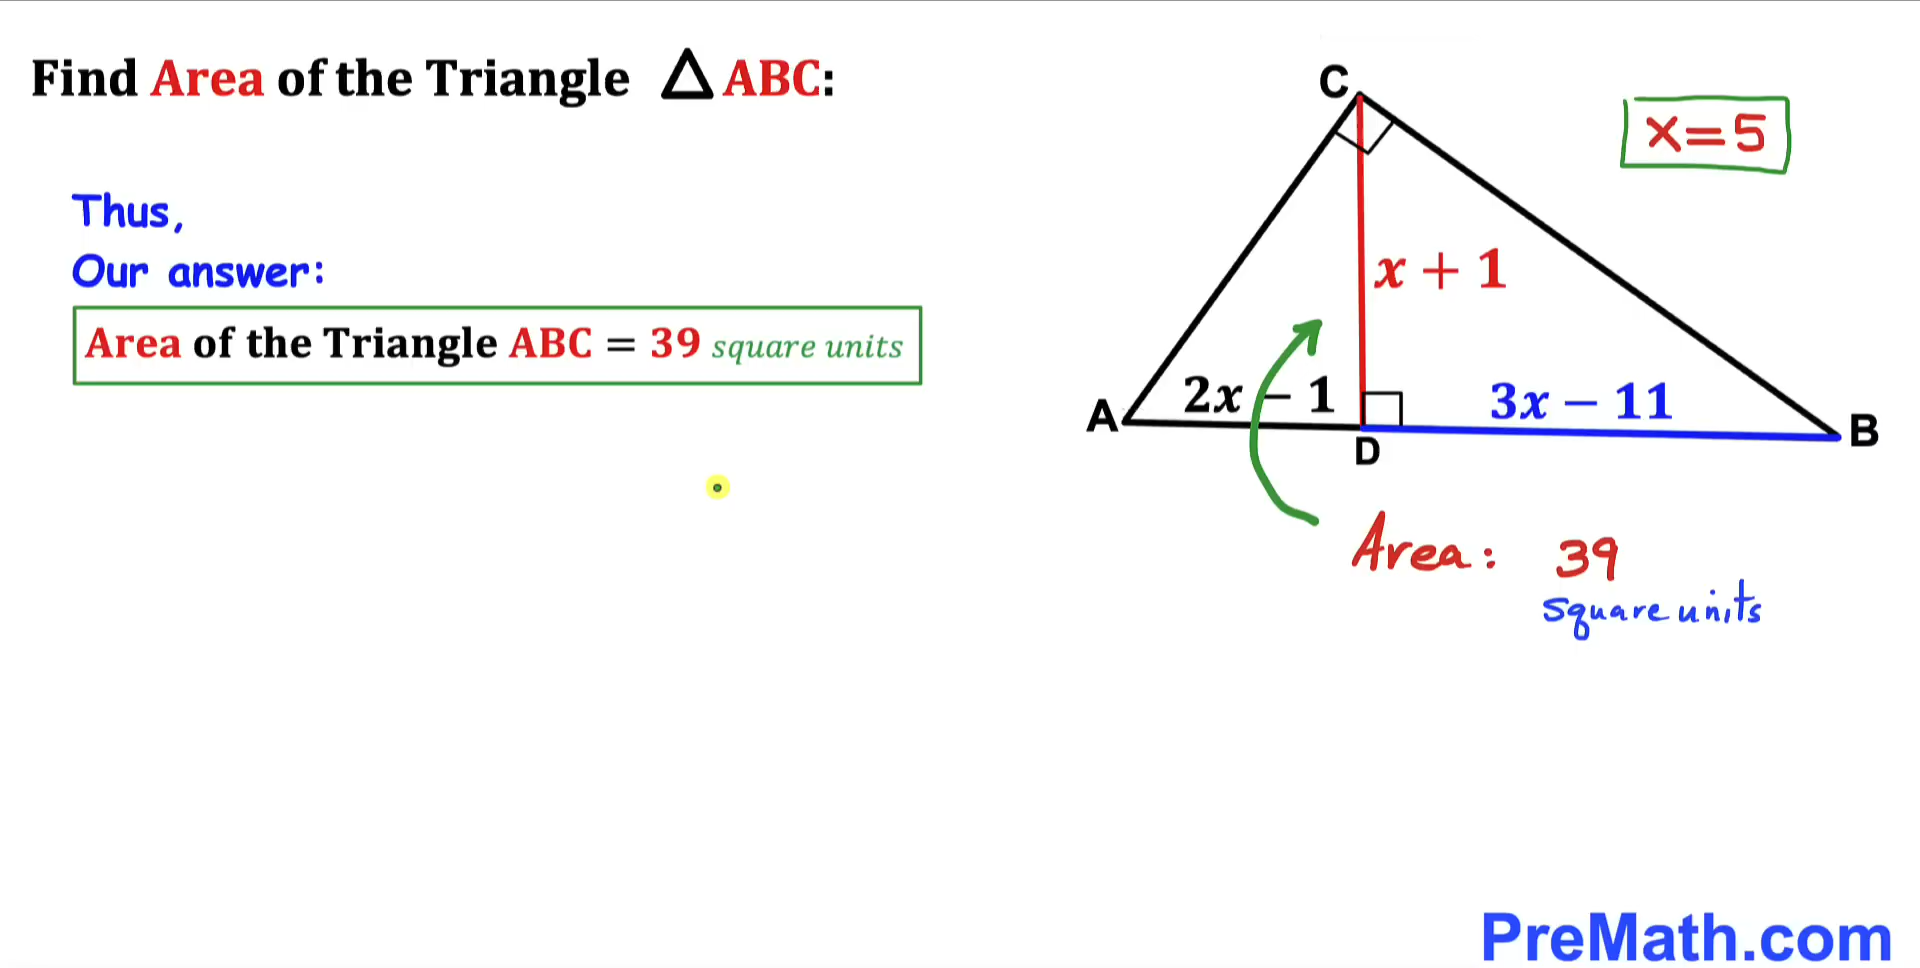 Find Area of the Triangle △ ABC:
C
x=5
Thus,
Our answer:
x + 1
Area of the Triangle ABC = 39 square units
A
2x − 1
3x − 11
B
D
Area: 39
square units
PreMath.com